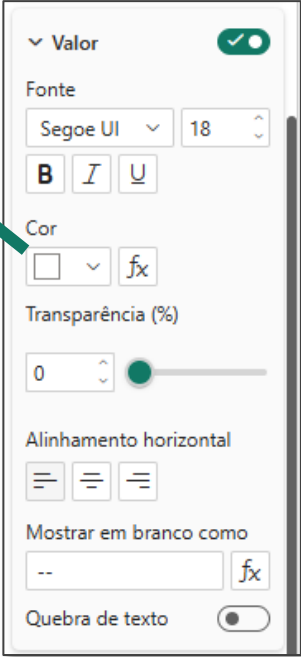 Valor
Fonte
Segoe UI 18
B I U
Cor
fx
Transparência (%)
0
Alinhamento horizontal
Mostrar em branco como
-- fx
Quebra de texto